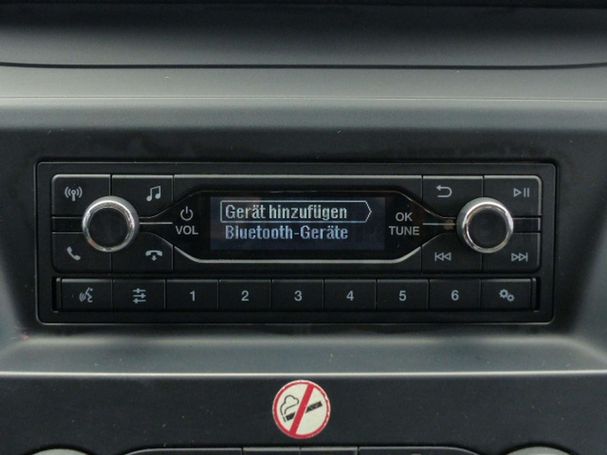 Gerät hinzufügen
Bluetooth-Geräte
VOL
OK
TUNE
1 2 3 4 5 6